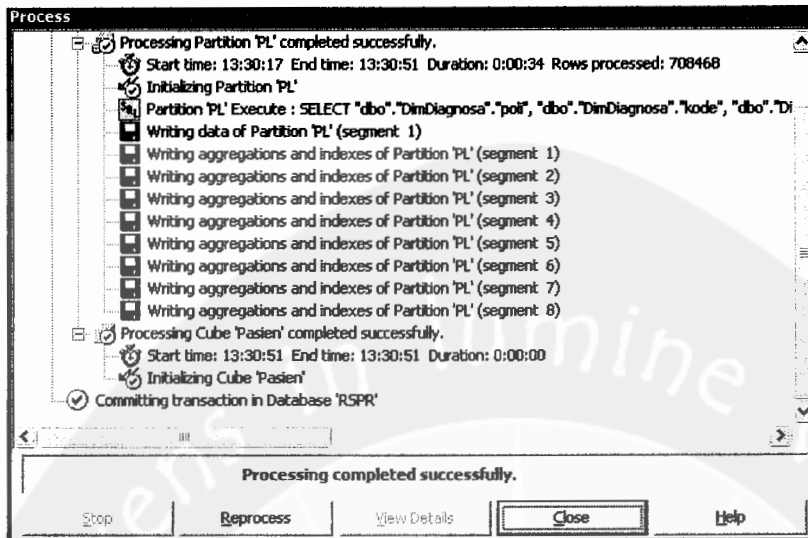 Process
Processing Partition 'PL' completed successfully.
Start time: 13:30:17 End time: 13:30:51 Duration: 0:00:34 Rows processed: 708468
Initializing Partition 'PL'
Partition 'PL' Execute : SELECT "dbo"."DimDiagnosa"."poli", "dbo"."DimDiagnosa"."kode", "dbo"."Di
Writing data of Partition 'PL' (segment 1)
Writing aggregations and indexes of Partition 'PL' (segment 1)
Writing aggregations and indexes of Partition 'PL' (segment 2)
Writing aggregations and indexes of Partition 'PL' (segment 3)
Writing aggregations and indexes of Partition 'PL' (segment 4)
Writing aggregations and indexes of Partition 'PL' (segment 5)
Writing aggregations and indexes of Partition 'PL' (segment 6)
Writing aggregations and indexes of Partition 'PL' (segment 7)
Writing aggregations and indexes of Partition 'PL' (segment 8)
Processing Cube 'Pasien' completed successfully.
Start time: 13:30:51 End time: 13:30:51 Duration: 0:00:00
Initializing Cube 'Pasien'
Committing transaction in Database 'RSPR'
Processing completed successfully.
Stop Reprocess View Details Close Help
ens in lumine